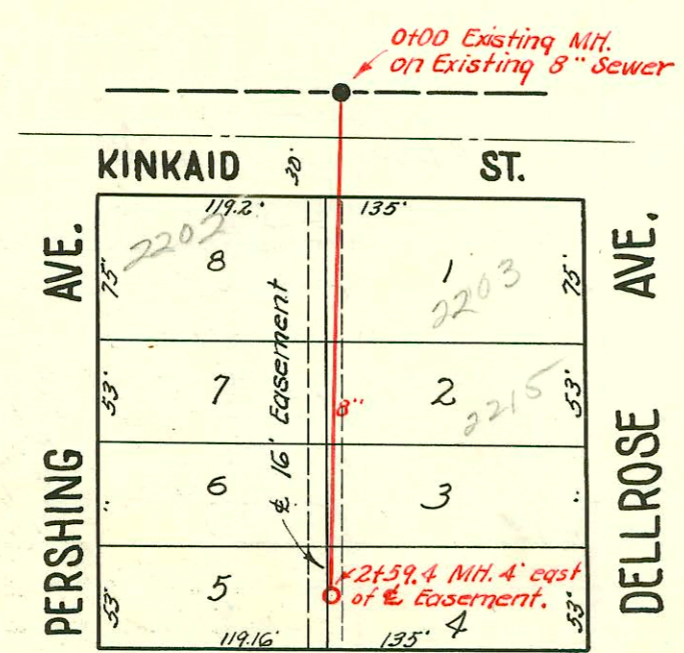 0+00 Existing MH.
on Existing 8" Sewer
KINKAID 30' ST.
119.2' 135'
PERSHING AVE.
DELLROSE AVE.
2202
8
75'
1
2203
75'
7
53'
2
2215
53'
8"
℄ 16' Easement
6
"
3
"
5
53'
4
53'
2+59.4 MH. 4' east
of ℄ Easement.
119.16' 135'